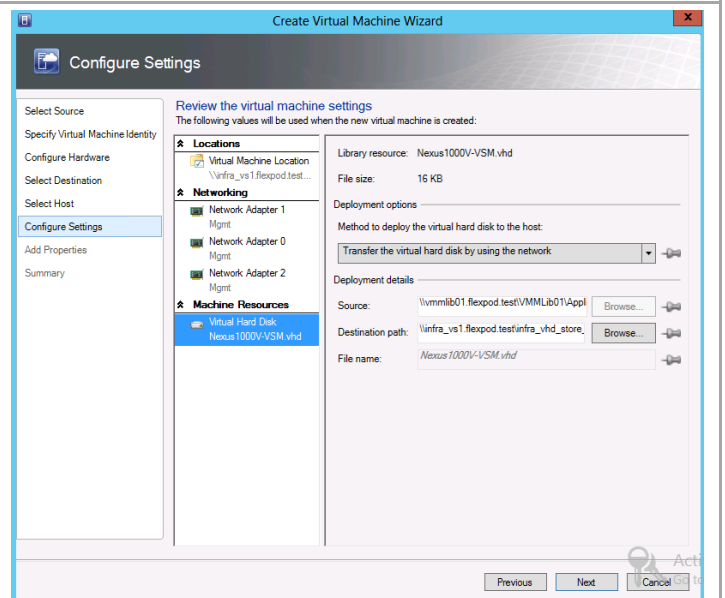 Create Virtual Machine Wizard
x
Configure Settings
Select Source
Specify Virtual Machine Identity
Configure Hardware
Select Destination
Select Host
Configure Settings
Add Properties
Summary
Review the virtual machine settings
The following values will be used when the new virtual machine is created:
Locations
Virtual Machine Location
\\infra_vs1.flexpod.test...
Networking
Network Adapter 1
Mgmt
Network Adapter 0
Mgmt
Network Adapter 2
Mgmt
Machine Resources
Virtual Hard Disk
Nexus1000V-VSM.vhd
Library resource: Nexus1000V-VSM.vhd
File size: 16 KB
Deployment options
Method to deploy the virtual hard disk to the host:
Transfer the virtual hard disk by using the network
Deployment details
Source: \\vmmlib01.flexpod.test\VMMLib01\Appl Browse...
Destination path: \\infra_vs1.flexpod.test\infra_vhd_store_ Browse...
File name: Nexus1000V-VSM.vhd
Acti
Go to
Previous Next Cancel